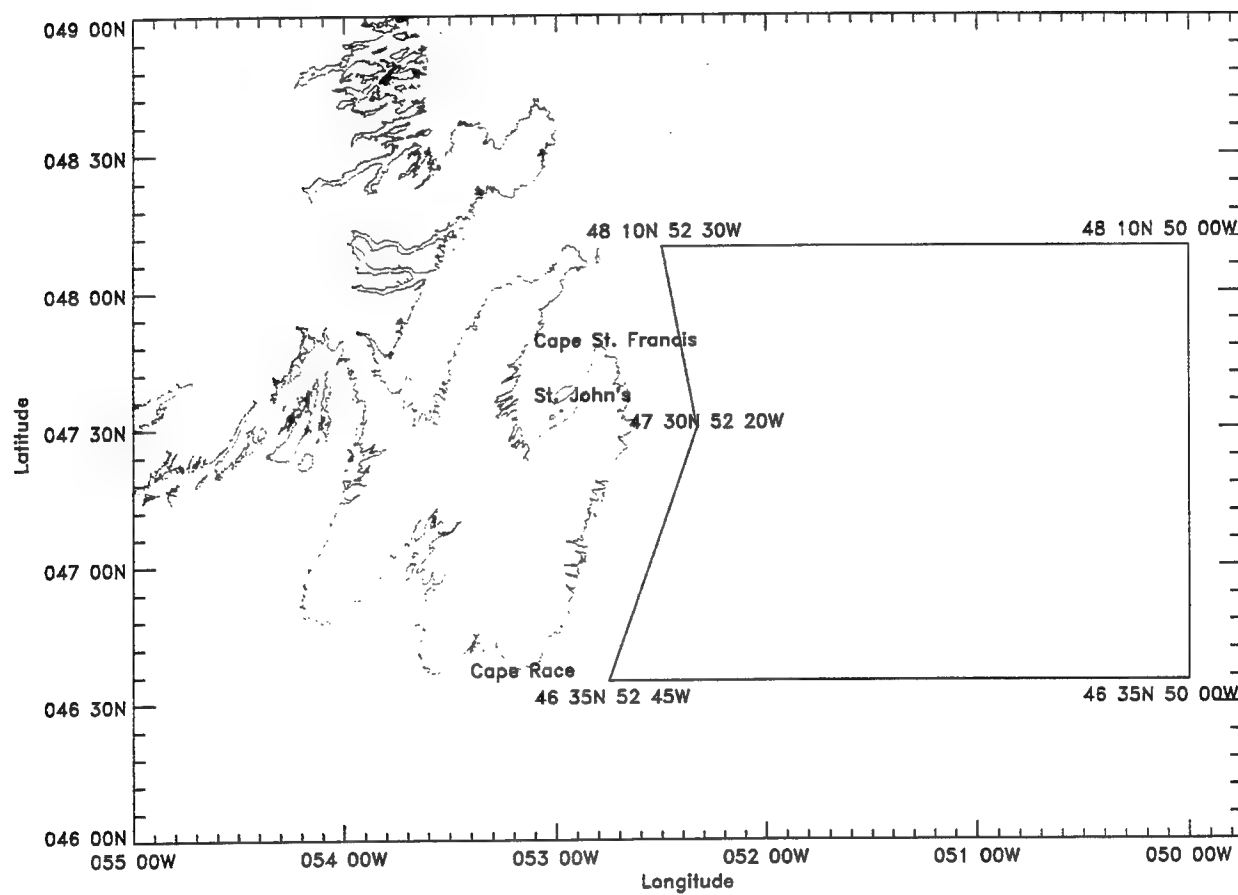 049 00N
048 30N
48 10N 52 30W
48 10N 50 00W
048 00N
Cape St. Francis
St. John's
47 30N 52 20W
047 30N
Latitude
047 00N
Cape Race
46 35N 52 45W
46 35N 50 00W
046 30N
046 00N
055 00W
054 00W
053 00W
052 00W
051 00W
050 00W
Longitude